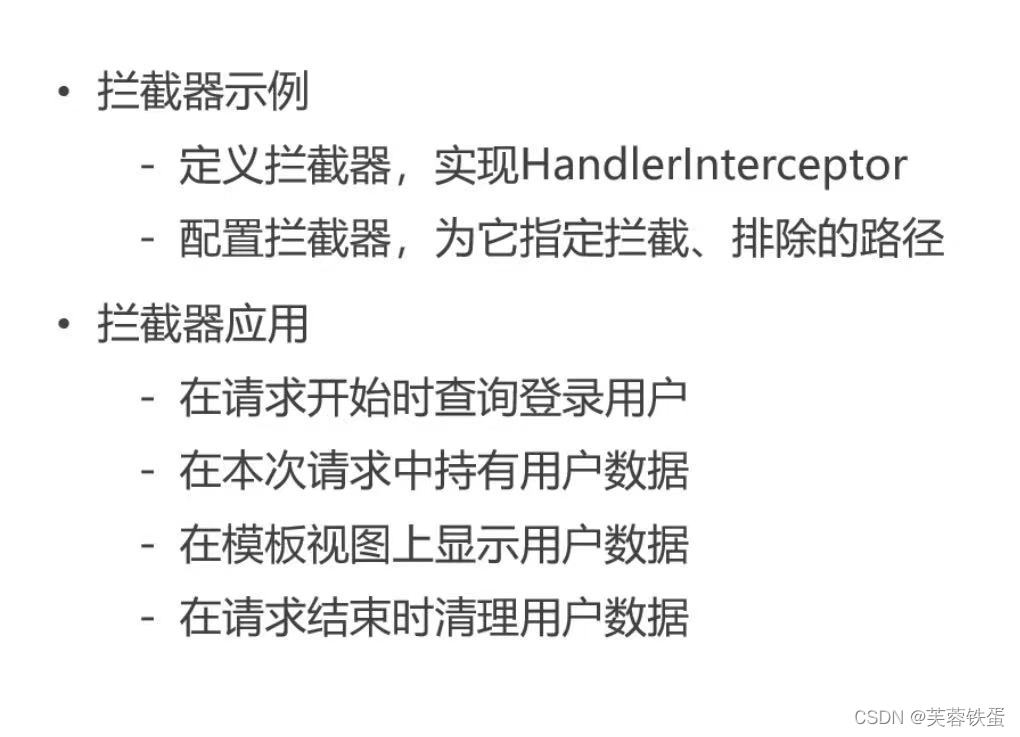 • 拦截器示例
- 定义拦截器，实现HandlerInterceptor
- 配置拦截器，为它指定拦截、排除的路径
• 拦截器应用
- 在请求开始时查询登录用户
- 在本次请求中持有用户数据
- 在模板视图上显示用户数据
- 在请求结束时清理用户数据
CSDN @芙蓉铁蛋